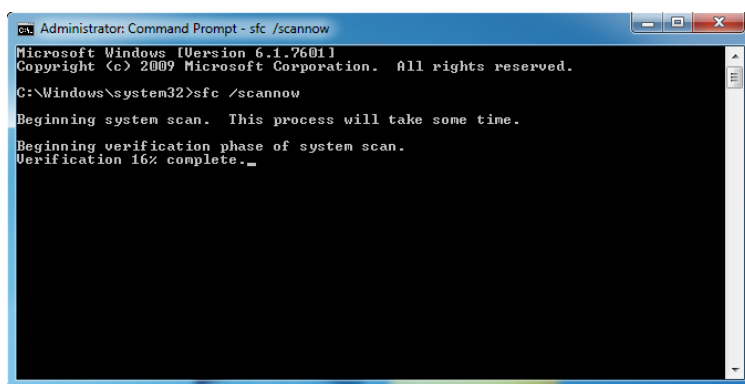 Administrator: Command Prompt - sfc /scannow
Microsoft Windows [Version 6.1.7601]
Copyright (c) 2009 Microsoft Corporation.  All rights reserved.
C:\Windows\system32>sfc /scannow
Beginning system scan.  This process will take some time.
Beginning verification phase of system scan.
Verification 16% complete.